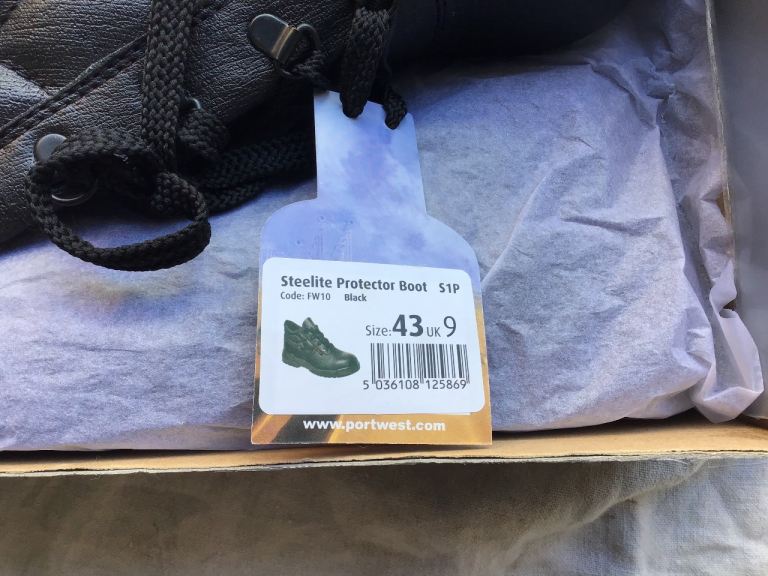 Steelite Protector Boot S1P
Code: FW10 Black
Size: 43 UK 9
5 036108 125869
www.portwest.com